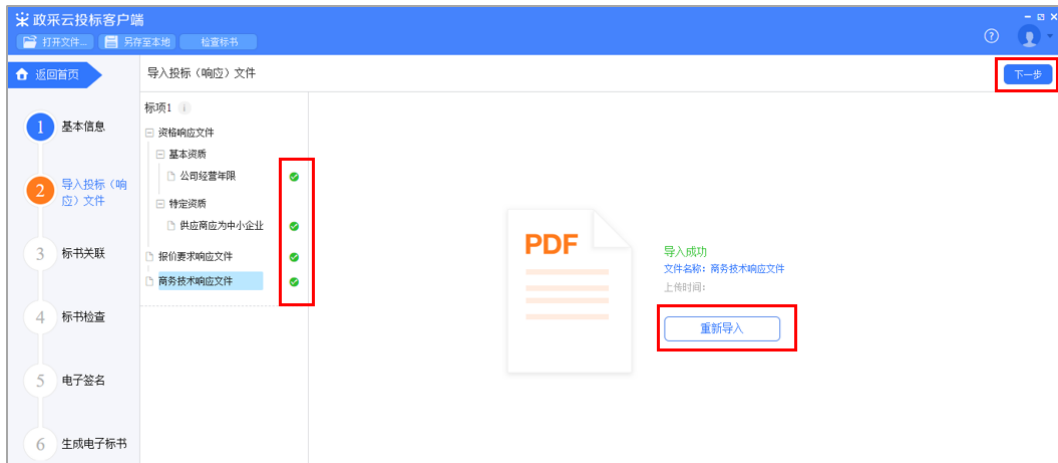 政采云投标客户端
打开文件... 另存至本地 检查标书
返回首页
导入投标（响应）文件
下一步
1 基本信息
2 导入投标（响
应）文件
3 标书关联
4 标书检查
5 电子签名
6 生成电子标书
标项1
资格响应文件
基本资质
公司经营年限
特定资质
供应商应为中小企业
报价要求响应文件
商务技术响应文件
PDF
导入成功
文件名称：商务技术响应文件
上传时间：
重新导入